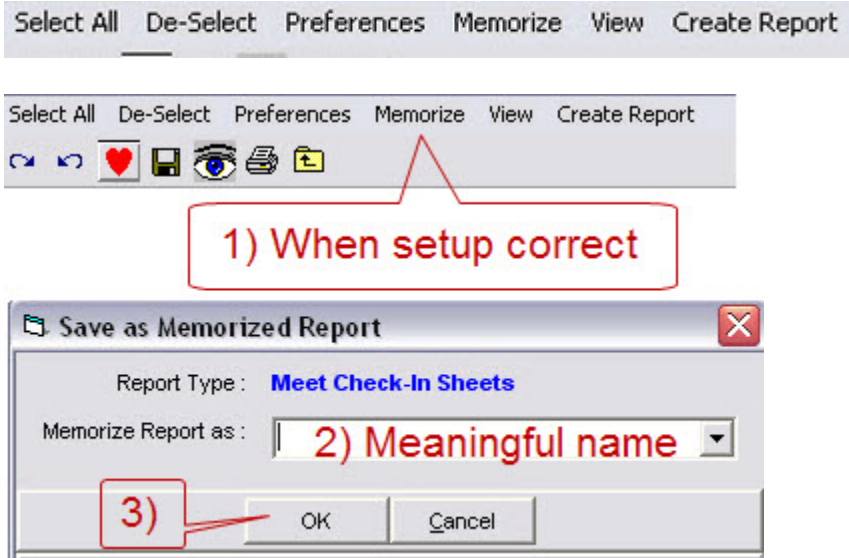 Select All De-Select Preferences Memorize View Create Report
Select All De-Select Preferences Memorize View Create Report
1) When setup correct
Save as Memorized Report
Report Type : Meet Check-In Sheets
Memorize Report as : 2) Meaningful name
3) OK Cancel